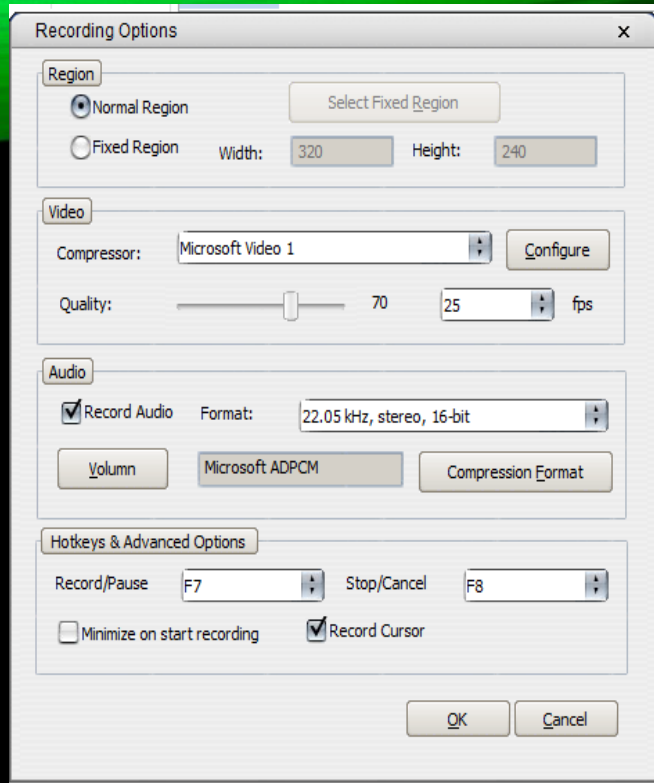 Recording Options
Region
Normal Region
Select Fixed Region
Fixed Region Width: 320 Height: 240
Video
Compressor: Microsoft Video 1 Configure
Quality: 70 25 fps
Audio
Record Audio Format: 22.05 kHz, stereo, 16-bit
Volumn Microsoft ADPCM Compression Format
Hotkeys & Advanced Options
Record/Pause F7 Stop/Cancel F8
Minimize on start recording Record Cursor
OK Cancel